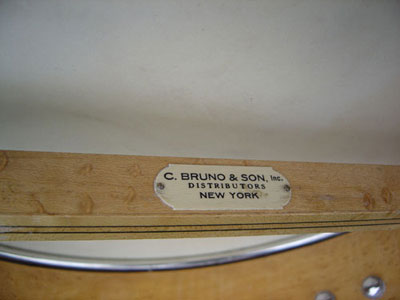 C. BRUNO & SON, Inc.
DISTRIBUTORS
NEW YORK